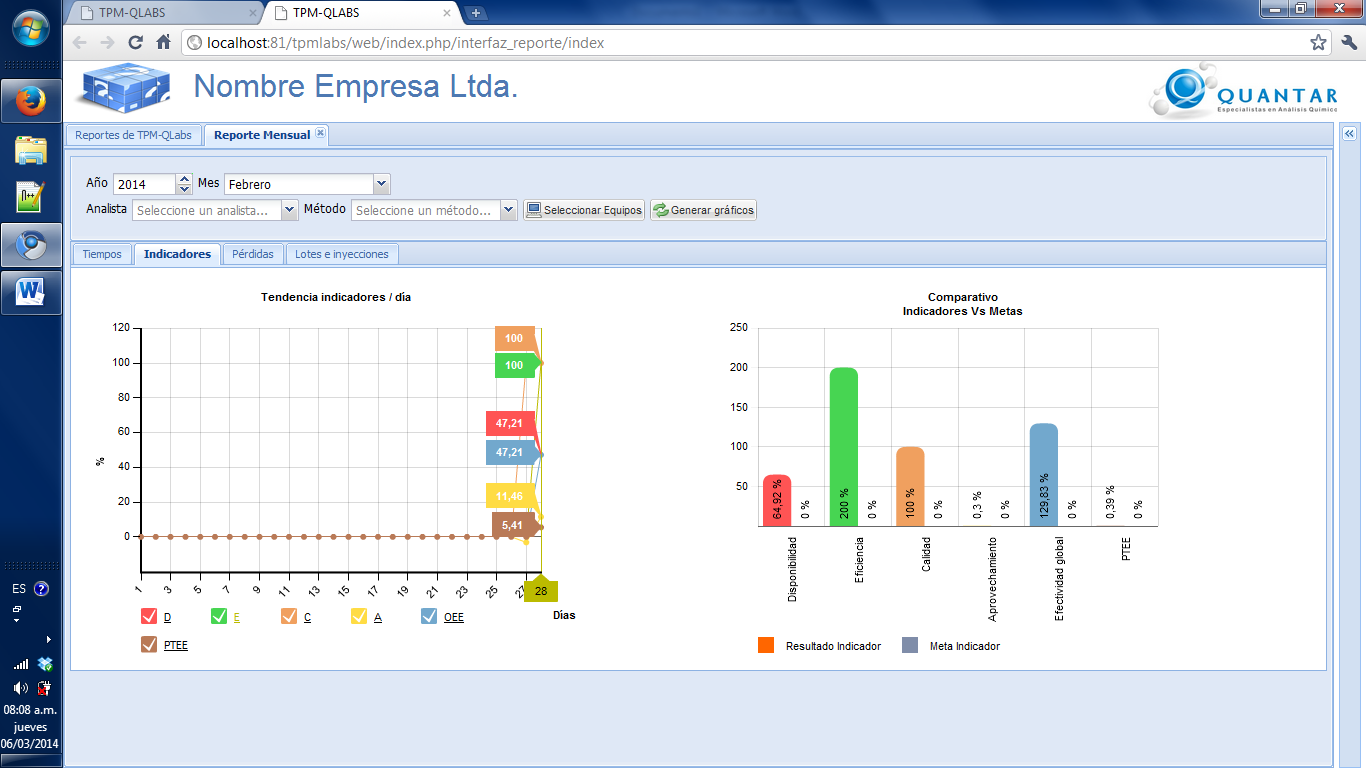 TPM-QLABS
TPM-QLABS
localhost:81/tpmlabs/web/index.php/interfaz_reporte/index
Nombre Empresa Ltda.
QUANTAR
Especialistas en Análisis Químico
Reportes de TPM-QLabs
Reporte Mensual
Año 2014 Mes Febrero
Analista Seleccione un analista... Método Seleccione un método... Seleccionar Equipos Generar gráficos
Tiempos Indicadores Pérdidas Lotes e inyecciones
Tendencia indicadores / día
120
100
80
60
40
20
0
%
100
100
47,21
47,21
11,46
5,41
1 3 5 7 9 11 13 15 17 19 21 23 25 27 28
Días
D E C A OEE
PTEE
Comparativo
Indicadores Vs Metas
250
200
150
100
50
64,92 % 0 % 200 % 0 % 100 % 0 % 0,3 % 0 % 129,83 % 0 % 0,39 % 0 %
Disponibilidad
Eficiencia
Calidad
Aprovechamiento
Efectividad global
PTEE
Resultado Indicador Meta Indicador
ES
08:08 a.m.
jueves
06/03/2014